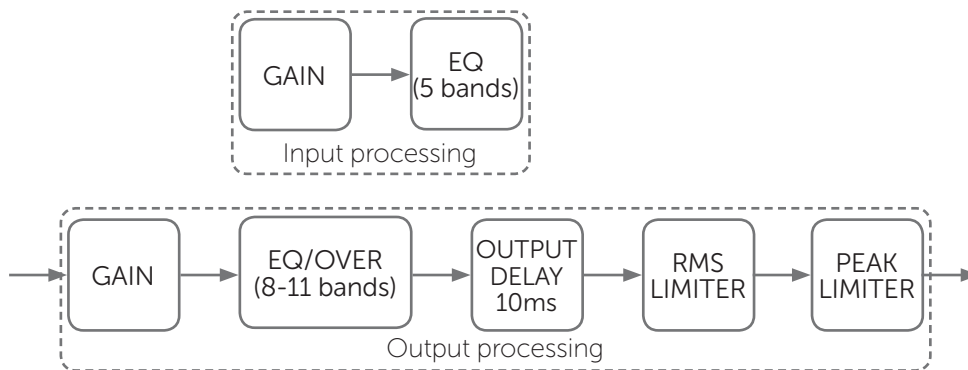 GAIN
EQ
(5 bands)
Input processing
GAIN
EQ/OVER
(8-11 bands)
OUTPUT
DELAY
10ms
RMS
LIMITER
PEAK
LIMITER
Output processing